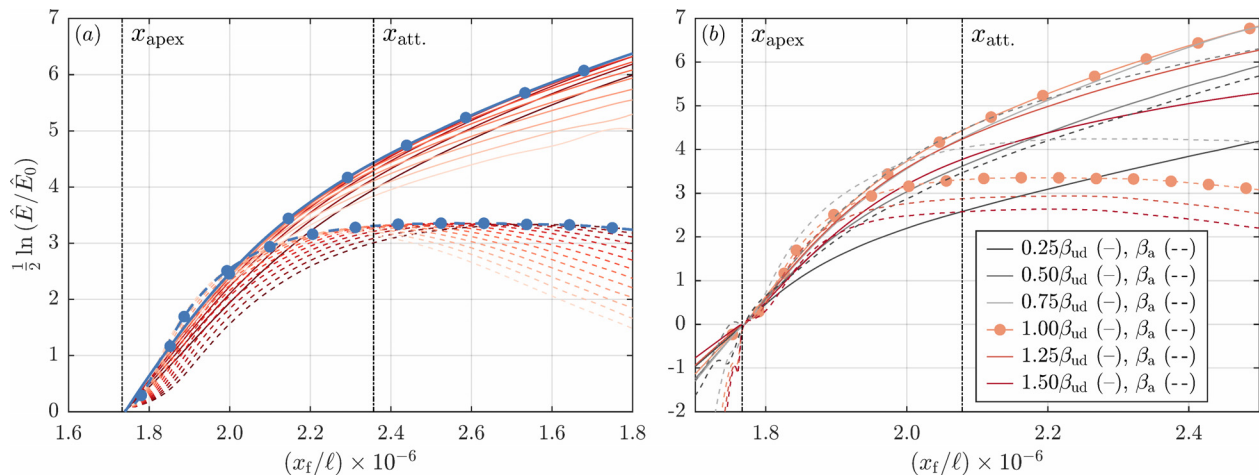 (a)
x_apex
x_att.
7
6
5
4
3
2
1
0
1.6 1.8 2.0 2.2 2.4 3.6 1.8
½ ln (Ê/Ê₀)
(x_f/ℓ) × 10⁻⁶
(b)
x_apex
x_att.
7
6
5
4
3
2
1
0
-1
-2
1.8 2.0 2.2 2.4
(x_f/ℓ) × 10⁻⁶
0.25β_ud (–), β_a (--)
0.50β_ud (–), β_a (--)
0.75β_ud (–), β_a (--)
1.00β_ud (–), β_a (--)
1.25β_ud (–), β_a (--)
1.50β_ud (–), β_a (--)